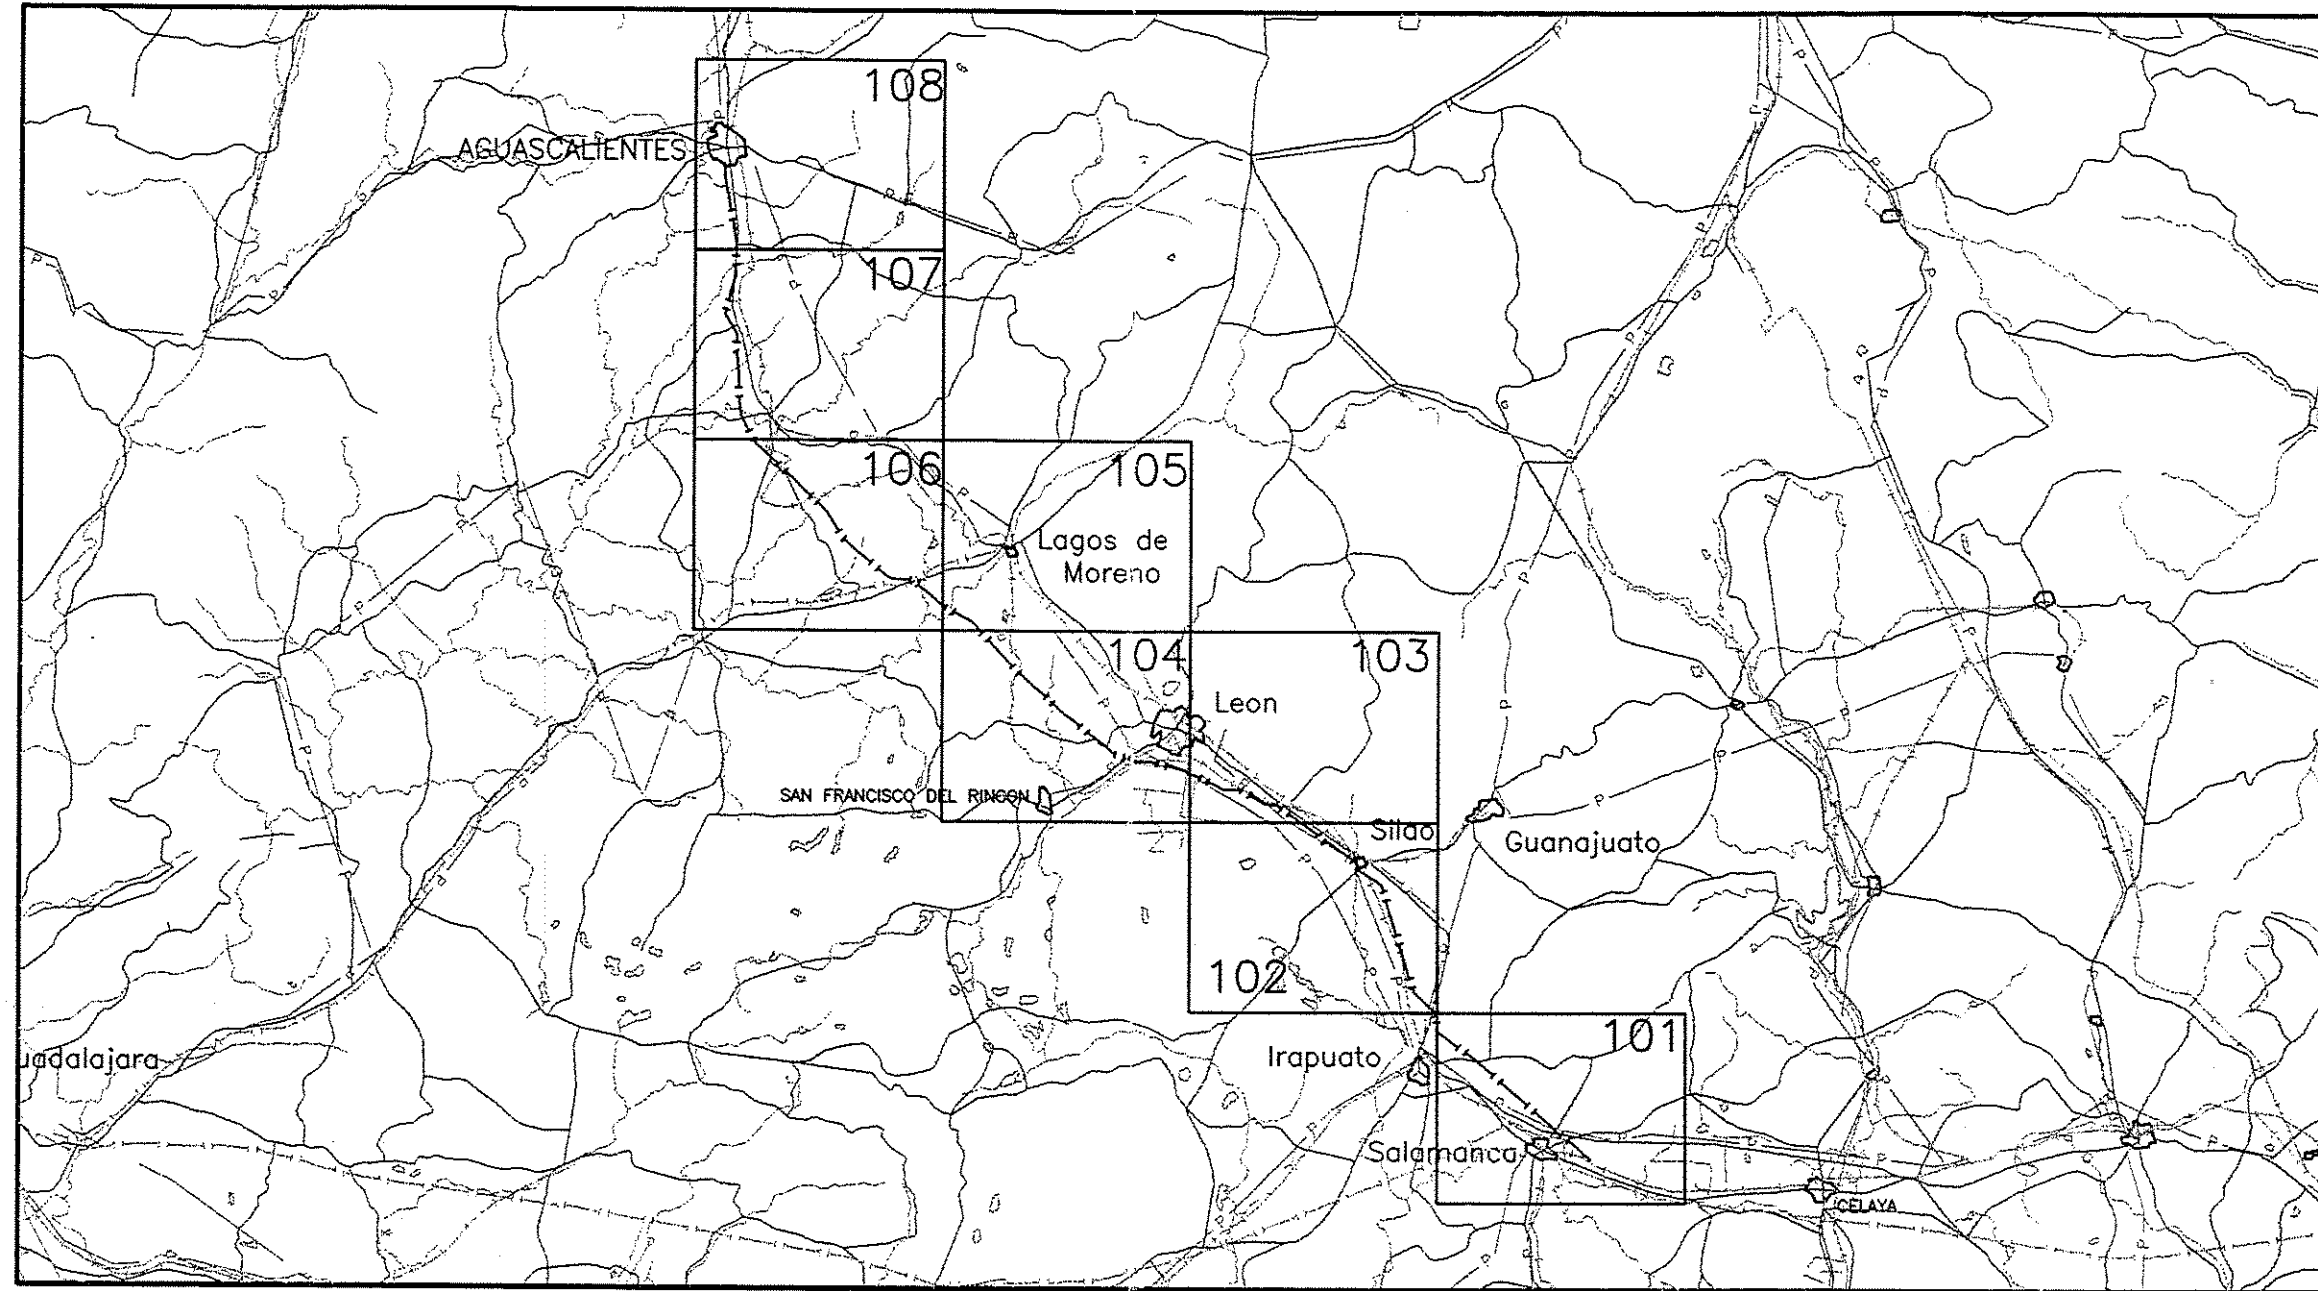 108
AGUASCALIENTES
107
106
105
Lagos de
Moreno
104
103
Leon
SAN FRANCISCO DEL RINCON
Silao
Guanajuato
102
101
Irapuato
uadalajara
Salamanca
CELAYA